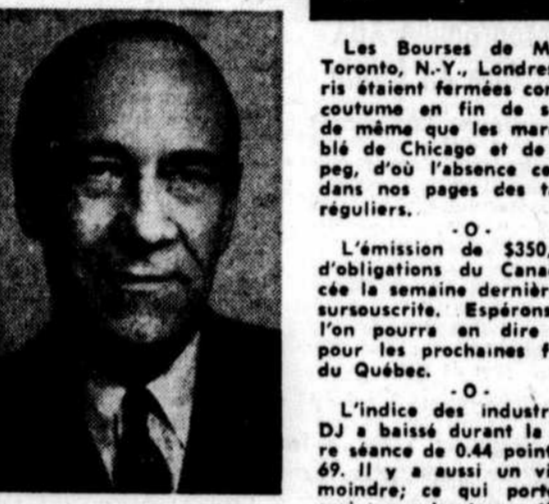 Les Bourses de M
Toronto, N.-Y., Londre
ris étaient fermées co
coutume en fin de s
de même que les mar
blé de Chicago et de
peg, d'où l'absence ce
dans nos pages des t
réguliers.
- O -
L'émission de $350,
d'obligations du Cana
cée la semaine dernièr
sursouscrite. Espérons
l'on pourra en dire
pour les prochaines f
du Québec.
- O -
L'indice des industr
DJ a baissé durant la
re séance de 0.44 point
69. Il y a aussi un vi
moindre; ce qui port